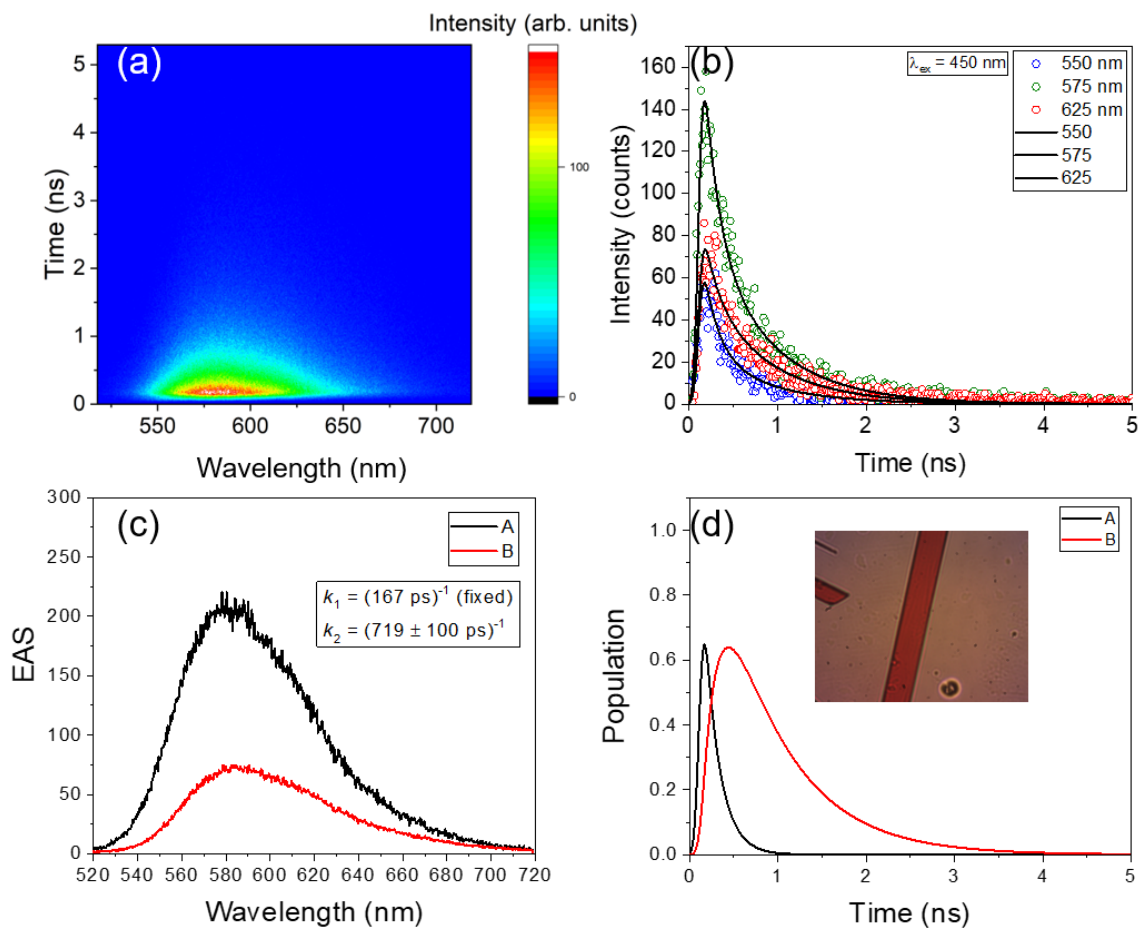 Intensity (arb. units)
(a)
5
4
3
2
1
0
Time (ns)
550 600 650 700
Wavelength (nm)
100
0
(b)
λex = 450 nm
550 nm
575 nm
625 nm
550
575
625
160
140
120
100
80
60
40
20
0
Intensity (counts)
0 1 2 3 4 5
Time (ns)
(c)
A
B
k1 = (167 ps)-1 (fixed)
k2 = (719 ± 100 ps)-1
300
250
200
150
100
50
0
EAS
520 540 560 580 600 620 640 660 680 700 720
Wavelength (nm)
(d)
A
B
1.0
0.8
0.6
0.4
0.2
0.0
Population
0 1 2 3 4 5
Time (ns)